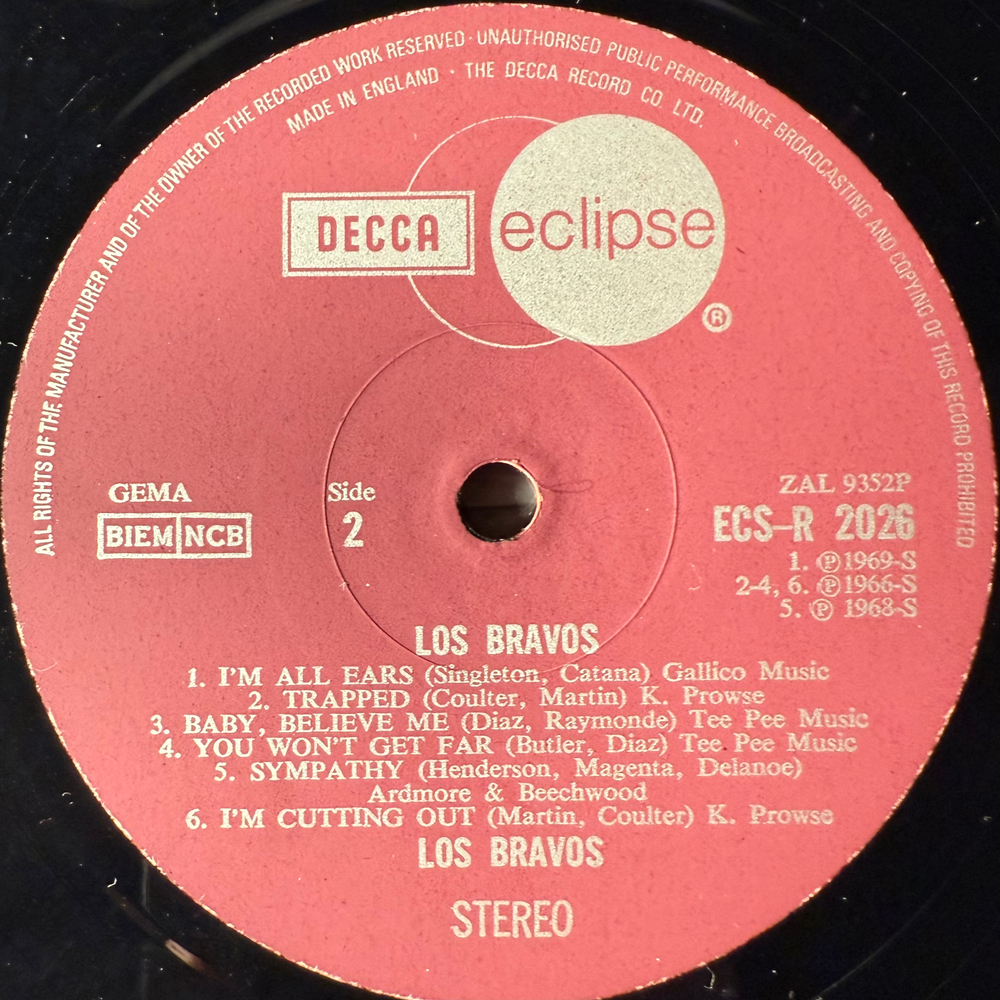 ALL RIGHTS OF THE MANUFACTURER AND OF THE OWNER OF THE RECORDED WORK RESERVED · UNAUTHORISED PUBLIC PERFORMANCE BROADCASTING AND COPYING OF THIS RECORD PROHIBITED
MADE IN ENGLAND · THE DECCA RECORD CO. LTD.
DECCA eclipse
®
GEMA
BIEM NCB
Side
2
ZAL 9352P
ECS–R 2026
1. ℗1969-S
2-4, 6. ℗1966-S
5. ℗ 1968-S
LOS BRAVOS
1. I'M ALL EARS (Singleton, Catana) Gallico Music
2. TRAPPED (Coulter, Martin) K. Prowse
3. BABY, BELIEVE ME (Diaz, Raymonde) Tee Pee Music
4. YOU WON'T GET FAR (Butler, Diaz) Tee Pee Music
5. SYMPATHY (Henderson, Magenta, Delanoe)
Ardmore & Beechwood
6. I'M CUTTING OUT (Martin, Coulter) K. Prowse
LOS BRAVOS
STEREO